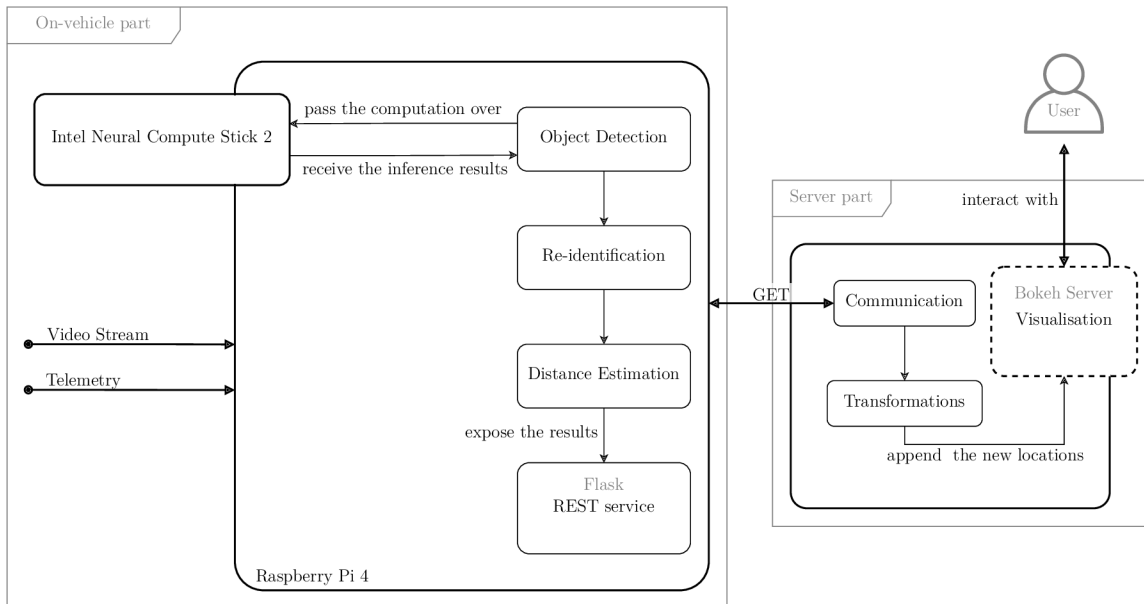 On-vehicle part
pass the computation over
Intel Neural Compute Stick 2
Object Detection
receive the inference results
Re-identification
Video Stream
Telemetry
Distance Estimation
expose the results
Flask
REST service
Raspberry Pi 4
GET
User
interact with
Server part
Communication
Bokeh Server
Visualisation
Transformations
append the new locations